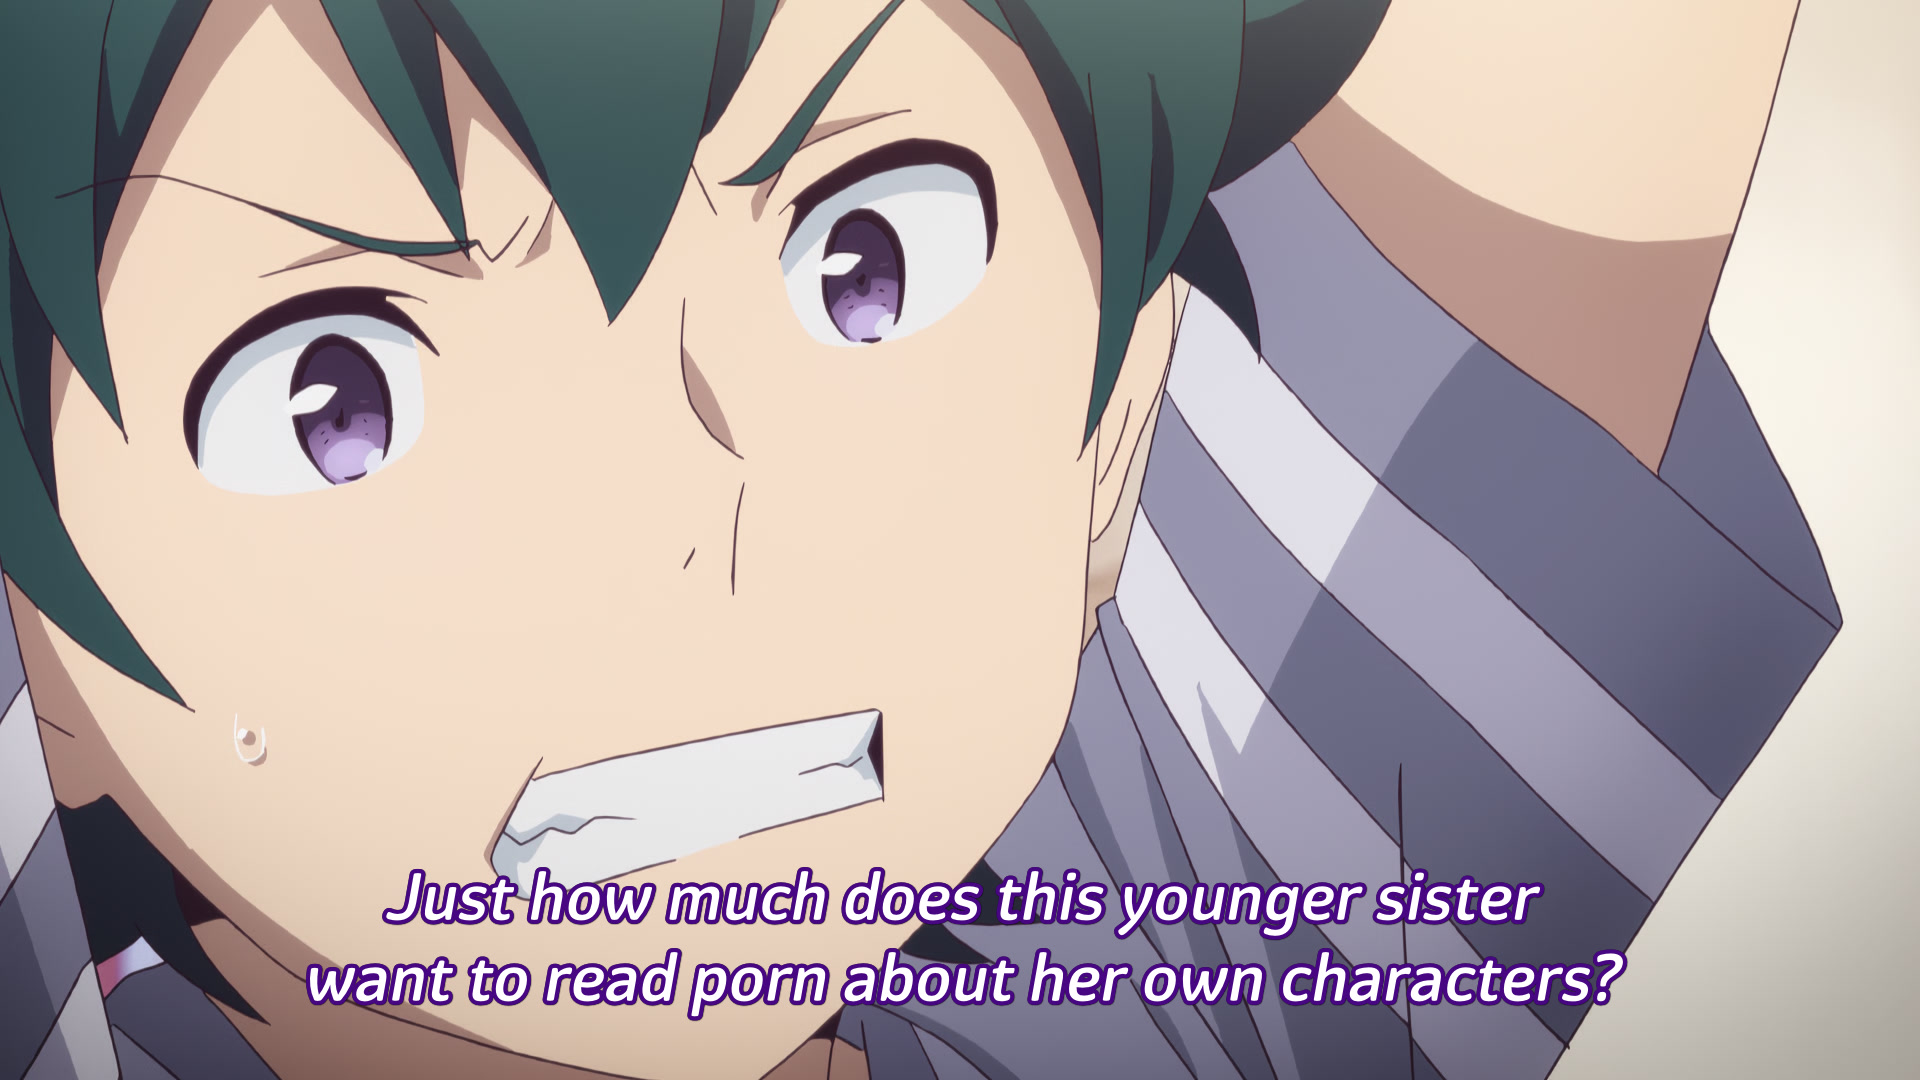 Just how much does this younger sister
want to read porn about her own characters?